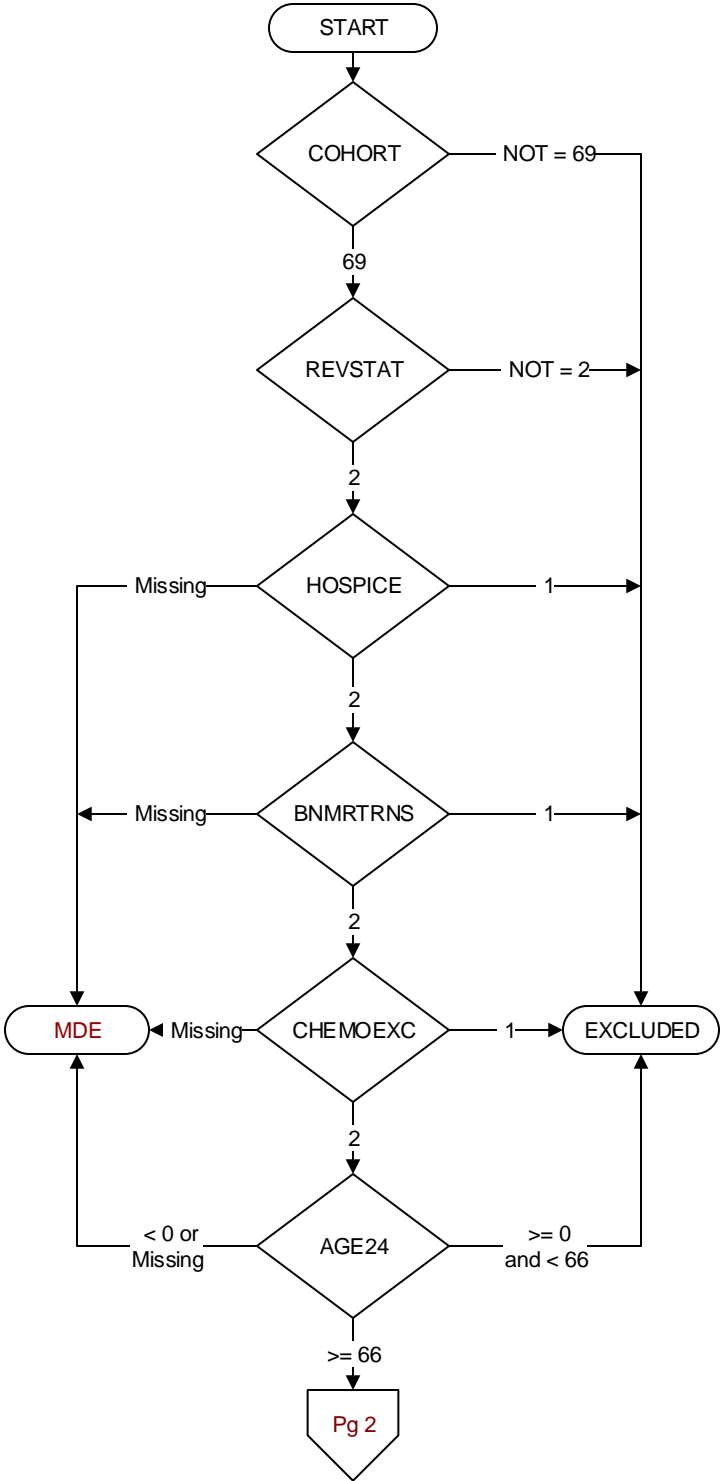 START
COHORT
NOT = 69
69
REVSTAT
NOT = 2
2
Missing
HOSPICE
1
2
Missing
BNMRTRNS
1
2
MDE
Missing
CHEMOEXC
1
EXCLUDED
2
< 0 or
Missing
AGE24
>= 0
and < 66
>= 66
Pg 2